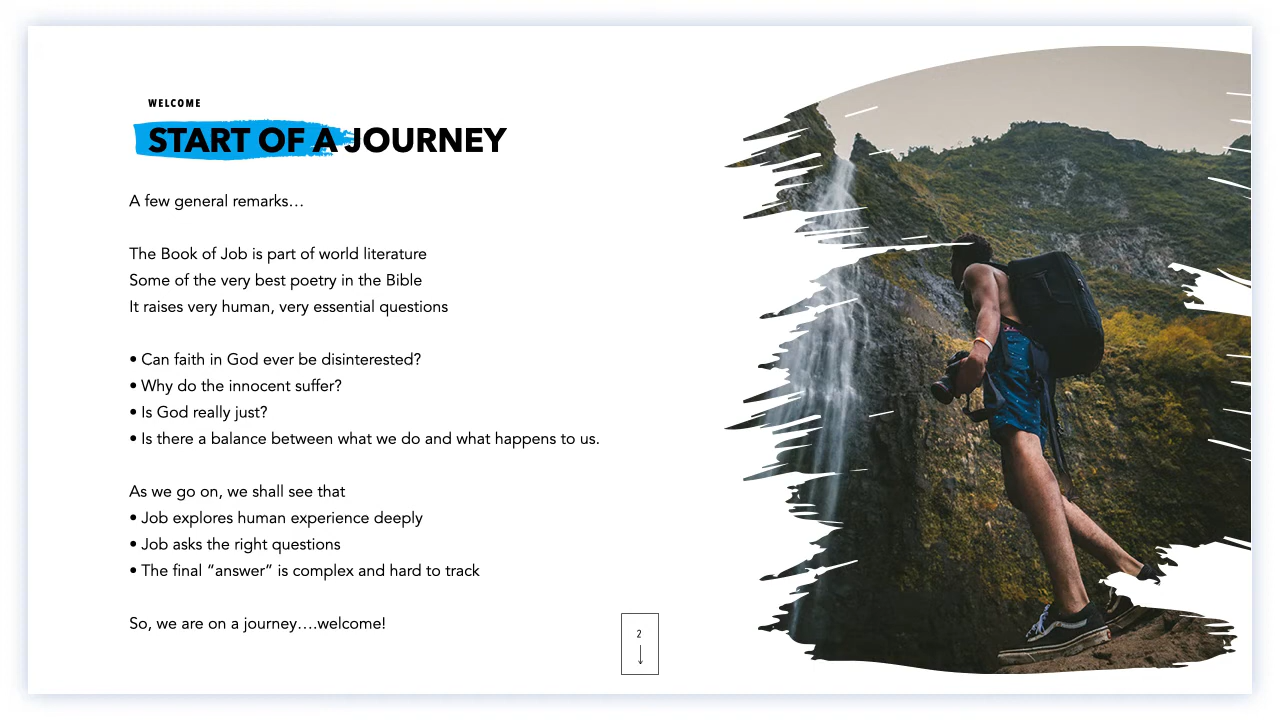 WELCOME
START OF A JOURNEY
A few general remarks…
The Book of Job is part of world literature
Some of the very best poetry in the Bible
It raises very human, very essential questions
• Can faith in God ever be disinterested?
• Why do the innocent suffer?
• Is God really just?
• Is there a balance between what we do and what happens to us.
As we go on, we shall see that
• Job explores human experience deeply
• Job asks the right questions
• The final “answer” is complex and hard to track
So, we are on a journey….welcome!
2